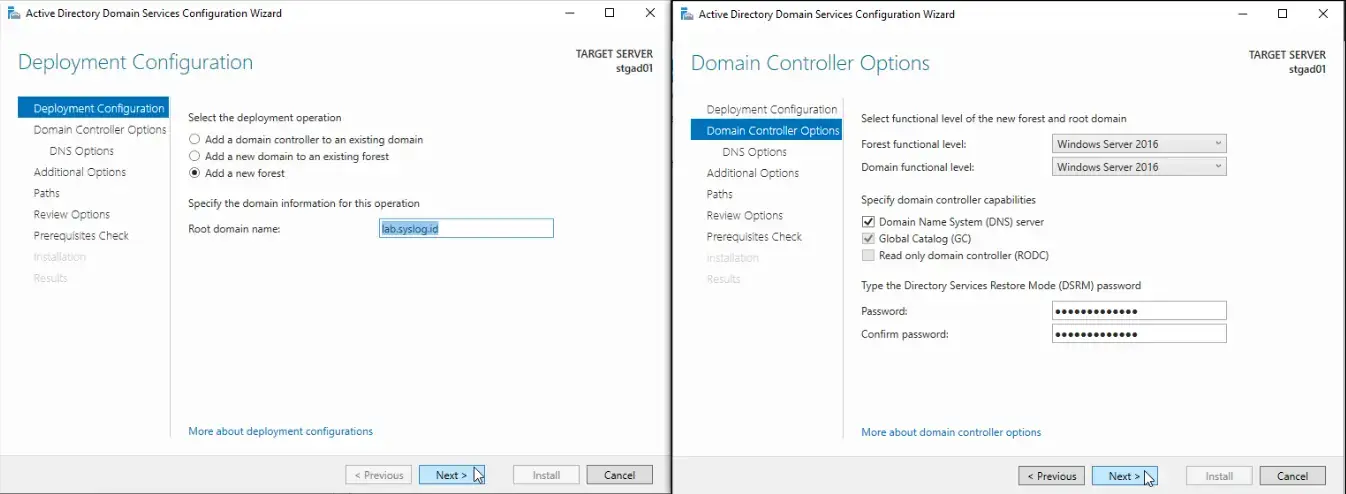 Active Directory Domain Services Configuration Wizard
Deployment Configuration
TARGET SERVER
stgad01
Deployment Configuration
Domain Controller Options
DNS Options
Additional Options
Paths
Review Options
Prerequisites Check
Installation
Results
Select the deployment operation
Add a domain controller to an existing domain
Add a new domain to an existing forest
Add a new forest
Specify the domain information for this operation
Root domain name: lab.syslog.id
More about deployment configurations
< Previous Next > Install Cancel
Active Directory Domain Services Configuration Wizard
Domain Controller Options
TARGET SERVER
stgad01
Deployment Configuration
Domain Controller Options
DNS Options
Additional Options
Paths
Review Options
Prerequisites Check
Installation
Results
Select functional level of the new forest and root domain
Forest functional level: Windows Server 2016
Domain functional level: Windows Server 2016
Specify domain controller capabilities
Domain Name System (DNS) server
Global Catalog (GC)
Read only domain controller (RODC)
Type the Directory Services Restore Mode (DSRM) password
Password: •••••••••••••
Confirm password: •••••••••••••
More about domain controller options
< Previous Next > Install Cancel